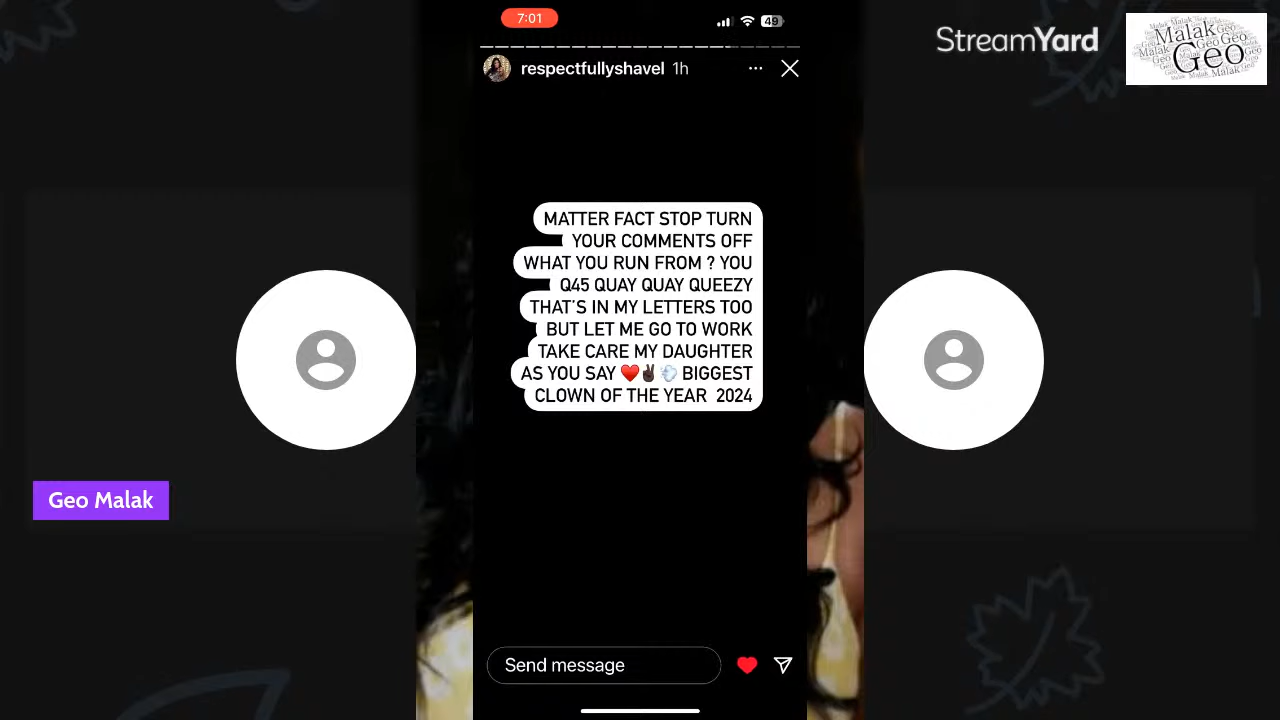 7:01
49
StreamYard
Malak
Geo
respectfullyshavel 1h
MATTER FACT STOP TURN
YOUR COMMENTS OFF
WHAT YOU RUN FROM ? YOU
Q45 QUAY QUAY QUEEZY
THAT'S IN MY LETTERS TOO
BUT LET ME GO TO WORK
TAKE CARE MY DAUGHTER
AS YOU SAY ♥️✌🏿💨 BIGGEST
CLOWN OF THE YEAR 2024
Geo Malak
Send message